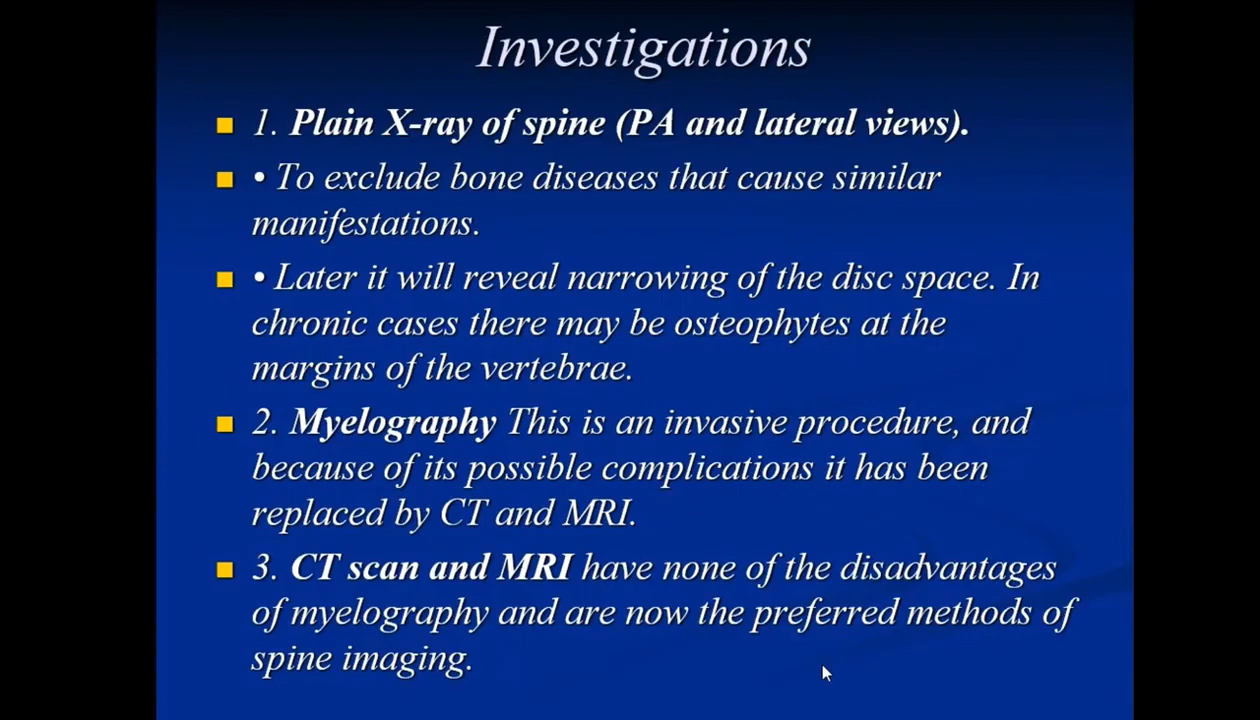 Investigations
1. Plain X-ray of spine (PA and lateral views).
• To exclude bone diseases that cause similar
manifestations.
• Later it will reveal narrowing of the disc space. In
chronic cases there may be osteophytes at the
margins of the vertebrae.
2. Myelography This is an invasive procedure, and
because of its possible complications it has been
replaced by CT and MRI.
3. CT scan and MRI have none of the disadvantages
of myelography and are now the preferred methods of
spine imaging.